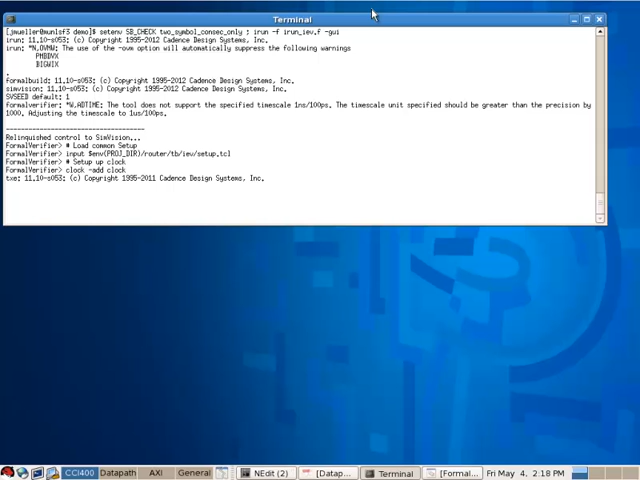 Terminal
[jmueller@munlsf3 demo]$ setenv SB_CHECK two_symbol_consec_only ; irun -f irun_iev.f -gui
irun: 11.10-s053: (c) Copyright 1995-2012 Cadence Design Systems, Inc.
irun: *N,OVMW: The use of the -ovm option will automatically suppress the following warnings
PMBDVX
BIGWIX
.
formalbuild: 11.10-s053: (c) Copyright 1995-2012 Cadence Design Systems, Inc.
simvision: 11.10-s053: (c) Copyright 1995-2012 Cadence Design Systems, Inc.
SVSEED default: 1
formalverifier: *W,ADTIME: The tool does not support the specified timescale 1ns/100ps. The timescale unit specified should be greater than the precision by
1000. Adjusting the timescale to 1us/100ps.
-------------------------------------
Relinquished control to SimVision...
FormalVerifier> # Load common Setup
FormalVerifier> input $env(PROJ_DIR)/router/tb/iev/setup.tcl
FormalVerifier> # Setup up clock
FormalVerifier> clock -add clock
txe: 11.10-s053: (c) Copyright 1995-2011 Cadence Design Systems, Inc.
CCI400 Datapath AXI General NEdit (2) [Datap... Terminal [Formal... Fri May 4, 2:18 PM